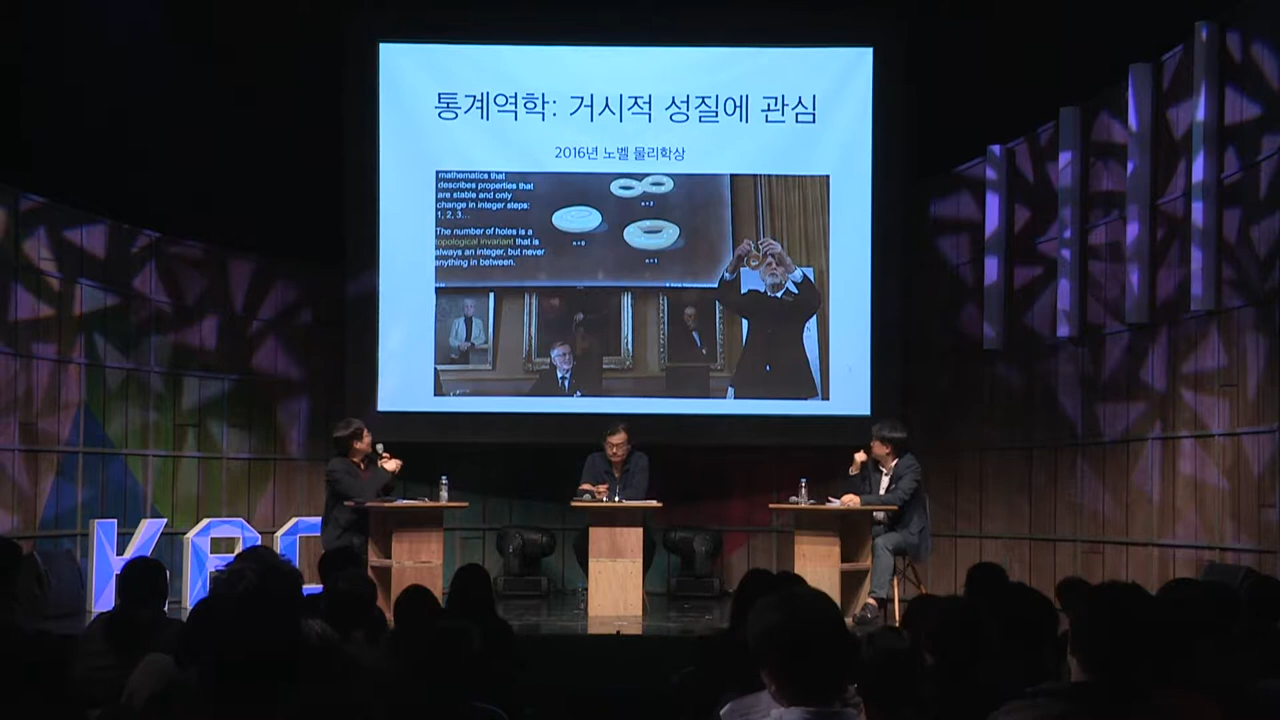 통계역학: 거시적 성질에 관심
2016년 노벨 물리학상
mathematics that
describes properties that
are stable and only
change in integer steps:
1, 2, 3...
The number of holes is a
topological invariant that is
always an integer, but never
anything in between.
n = 2
n = 0
n = 1